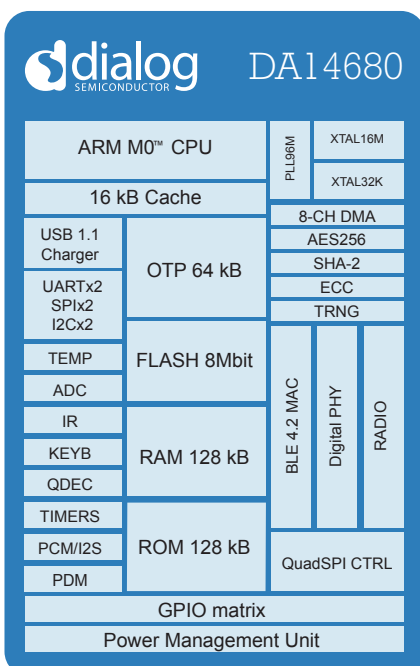 dialog
SEMICONDUCTOR
DA14680
ARM M0™ CPU
16 kB Cache
PLL96M
XTAL16M
XTAL32K
USB 1.1
Charger
UARTx2
SPIx2
I2Cx2
TEMP
ADC
IR
KEYB
QDEC
TIMERS
PCM/I2S
PDM
OTP 64 kB
FLASH 8Mbit
RAM 128 kB
ROM 128 kB
8-CH DMA
AES256
SHA-2
ECC
TRNG
BLE 4.2 MAC
Digital PHY
RADIO
QuadSPI CTRL
GPIO matrix
Power Management Unit